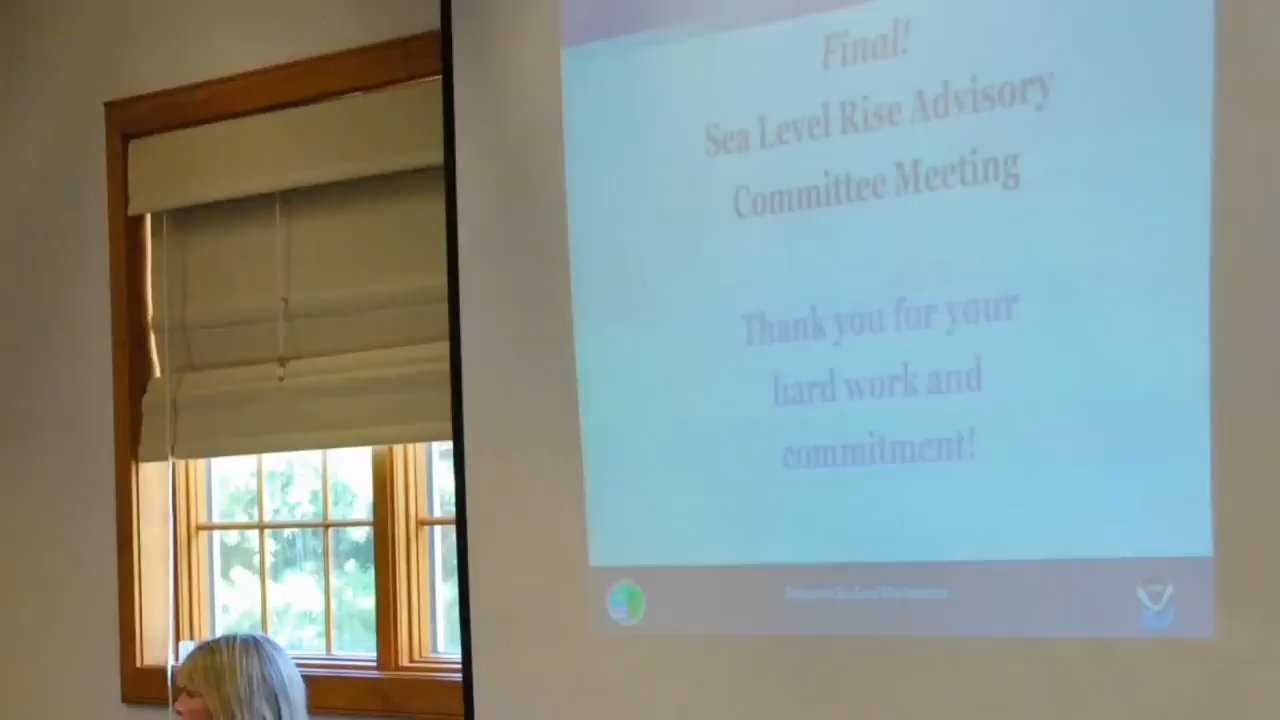 Final!
Sea Level Rise Advisory
Committee Meeting
Thank you for your
hard work and
commitment!